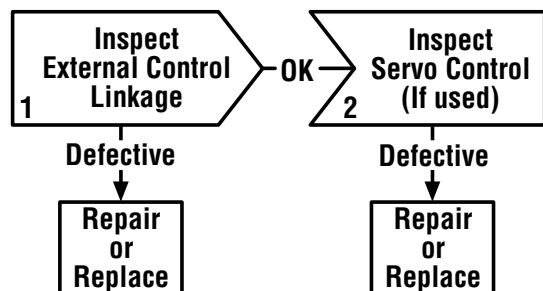 Inspect
External Control
Linkage
1
OK
Inspect
Servo Control
(If used)
2
Defective
Defective
Repair
or
Replace
Repair
or
Replace